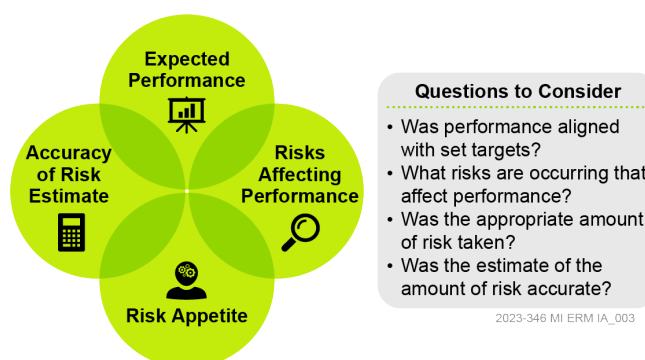 Expected
Performance
Accuracy
of Risk
Estimate
Risks
Affecting
Performance
Risk Appetite
Questions to Consider
• Was performance aligned
with set targets?
• What risks are occurring that
affect performance?
• Was the appropriate amount
of risk taken?
• Was the estimate of the
amount of risk accurate?
2023-346 MI ERM IA_003